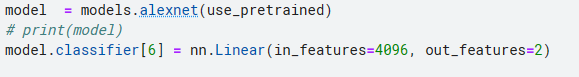 model  = models.alexnet(use_pretrained)
# print(model)
model.classifier[6] = nn.Linear(in_features=4096, out_features=2)